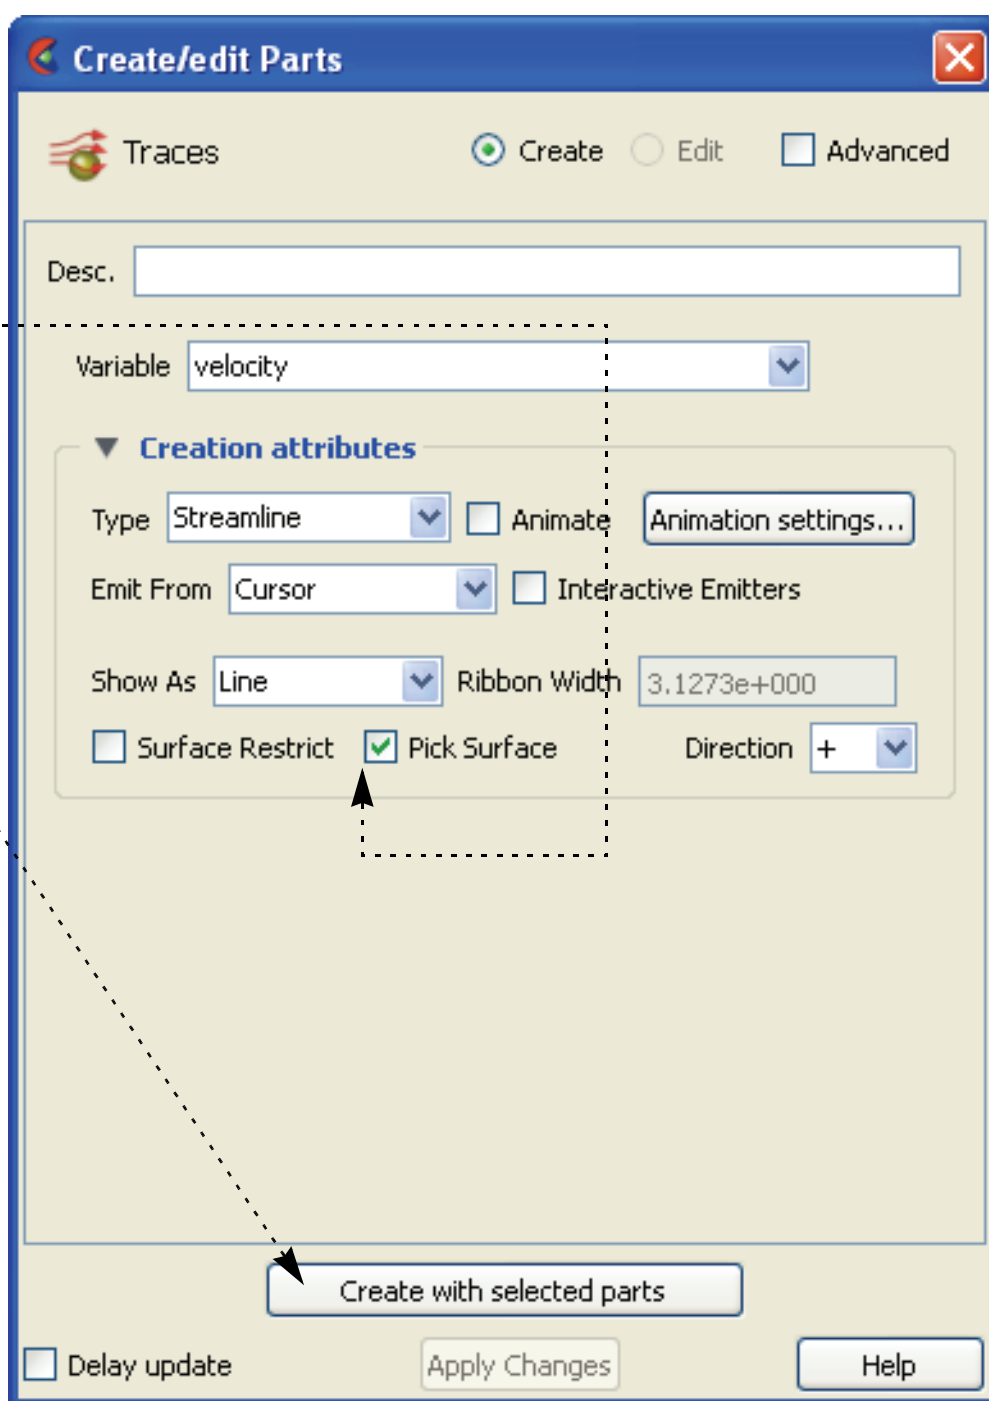 Create/edit Parts
Traces Create Edit Advanced
Desc.
Variable velocity
Creation attributes
Type Streamline Animate Animation settings...
Emit From Cursor Interactive Emitters
Show As Line Ribbon Width 3.1273e+000
Surface Restrict Pick Surface Direction +
Create with selected parts
Delay update Apply Changes Help